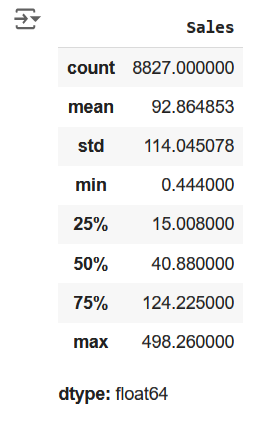 Sales
count 8827.000000
mean 92.864853
std 114.045078
min 0.444000
25% 15.008000
50% 40.880000
75% 124.225000
max 498.260000
dtype: float64